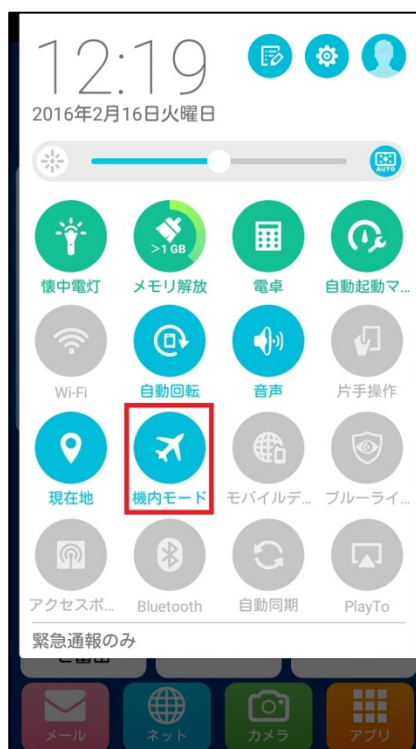 12:19
2016年2月16日火曜日
AUTO
>1 GB
懐中電灯 メモリ解放 電卓 自動起動マ...
Wi-Fi 自動回転 音声 片手操作
現在地 機内モード モバイルデ... ブルーライ...
アクセスポ... Bluetooth 自動同期 PlayTo
緊急通報のみ
メール ネット カメラ アプリ